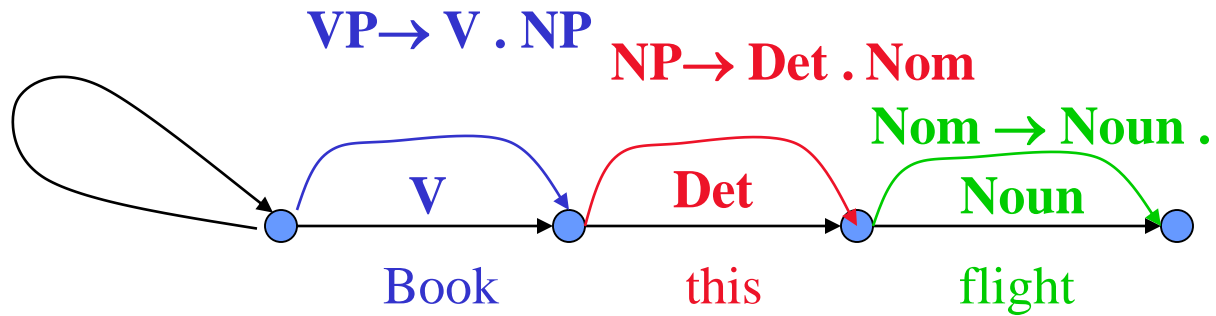 VP→ V . NP
NP→ Det . Nom
Nom → Noun .
V
Det
Noun
Book
this
flight